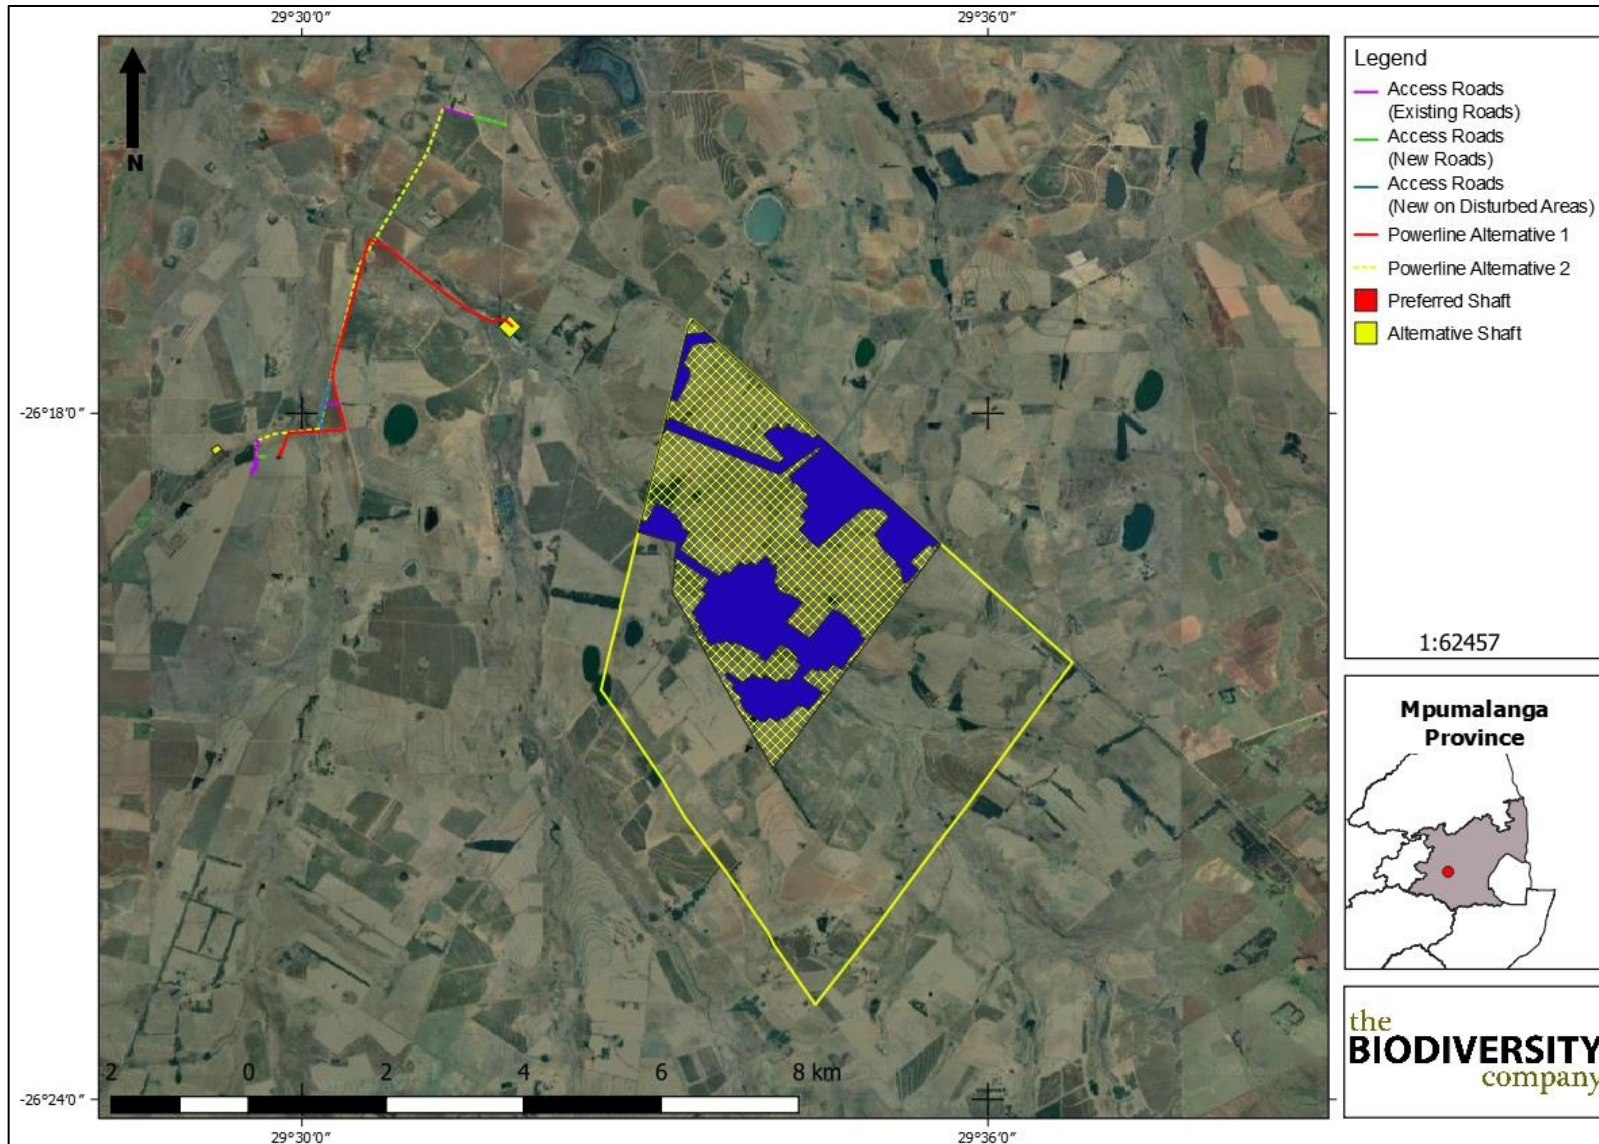 29°30′0″
29°36′0″
N
-26°18′0″
-26°24′0″
2
0
2
4
6
8 km
29°30′0″
29°36′0″
Legend
Access Roads
(Existing Roads)
Access Roads
(New Roads)
Access Roads
(New on Disturbed Areas)
Powerline Alternative 1
Powerline Alternative 2
Preferred Shaft
Alternative Shaft
1:62457
Mpumalanga
Province
the
BIODIVERSITY
company